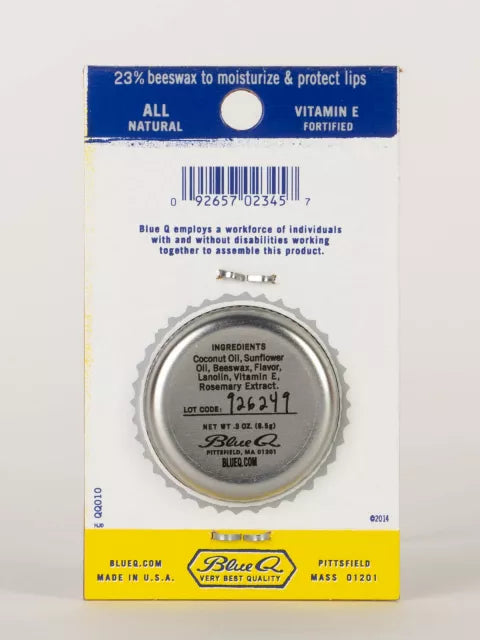 23% beeswax to moisturize & protect lips
ALL
NATURAL
VITAMIN E
FORTIFIED
0 92657 02345 7
Blue Q employs a workforce of individuals
with and without disabilities working
together to assemble this product.
INGREDIENTS
Coconut Oil, Sunflower
Oil, Beeswax, Flavor,
Lanolin, Vitamin E,
Rosemary Extract.
LOT CODE: 926249
NET WT .3 OZ. (8.5g)
Blue Q
PITTSFIELD, MA 01201
BLUEQ.COM
QQ010
HJD
©2014
BLUEQ.COM
MADE IN U.S.A.
Blue Q
VERY BEST QUALITY
PITTSFIELD
MASS 01201